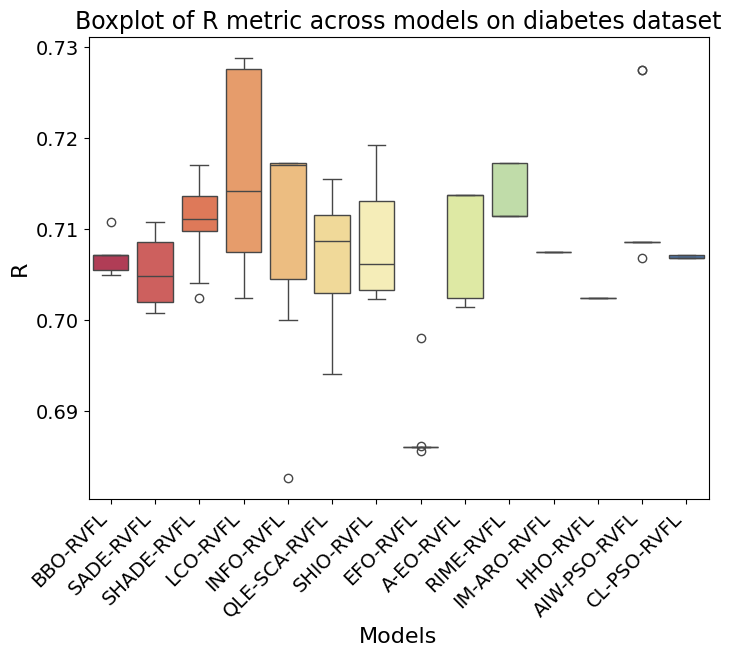 Boxplot of R metric across models on diabetes dataset
0.73
0.72
0.71
0.70
0.69
R
BBO-RVFL
SADE-RVFL
SHADE-RVFL
LCO-RVFL
INFO-RVFL
QLE-SCA-RVFL
SHIO-RVFL
EFO-RVFL
A-EO-RVFL
RIME-RVFL
IM-ARO-RVFL
HHO-RVFL
AIW-PSO-RVFL
CL-PSO-RVFL
Models